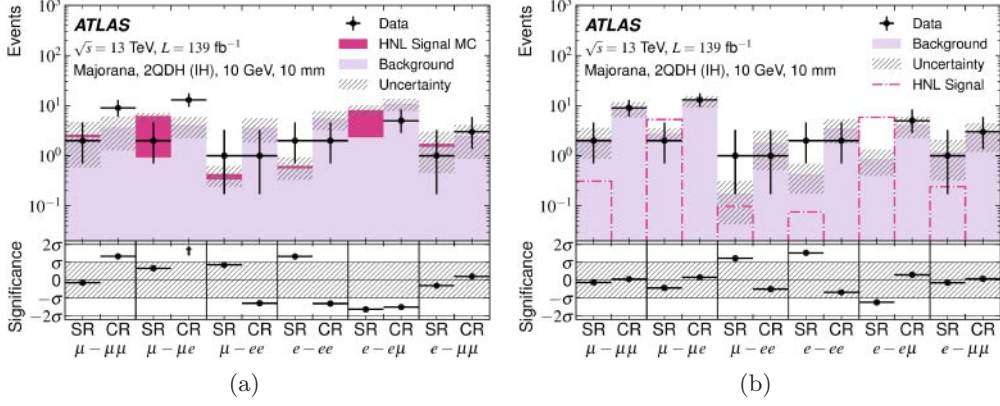 Events
10³
10²
10¹
10⁰
10⁻¹
ATLAS
√s = 13 TeV, L = 139 fb⁻¹
Majorana, 2QDH (IH), 10 GeV, 10 mm
Data
HNL Signal MC
Background
Uncertainty
Significance
2σ
σ
0
−σ
−2σ
SR CR SR CR SR CR SR CR SR CR SR CR
μ − μμ μ − μe μ − ee e − ee e − eμ e − μμ
(a)
Events
10³
10²
10¹
10⁰
10⁻¹
ATLAS
√s = 13 TeV, L = 139 fb⁻¹
Majorana, 2QDH (IH), 10 GeV, 10 mm
Data
Background
Uncertainty
HNL Signal
Significance
2σ
σ
0
−σ
−2σ
SR CR SR CR SR CR SR CR SR CR SR CR
μ − μμ μ − μe μ − ee e − ee e − eμ e − μμ
(b)